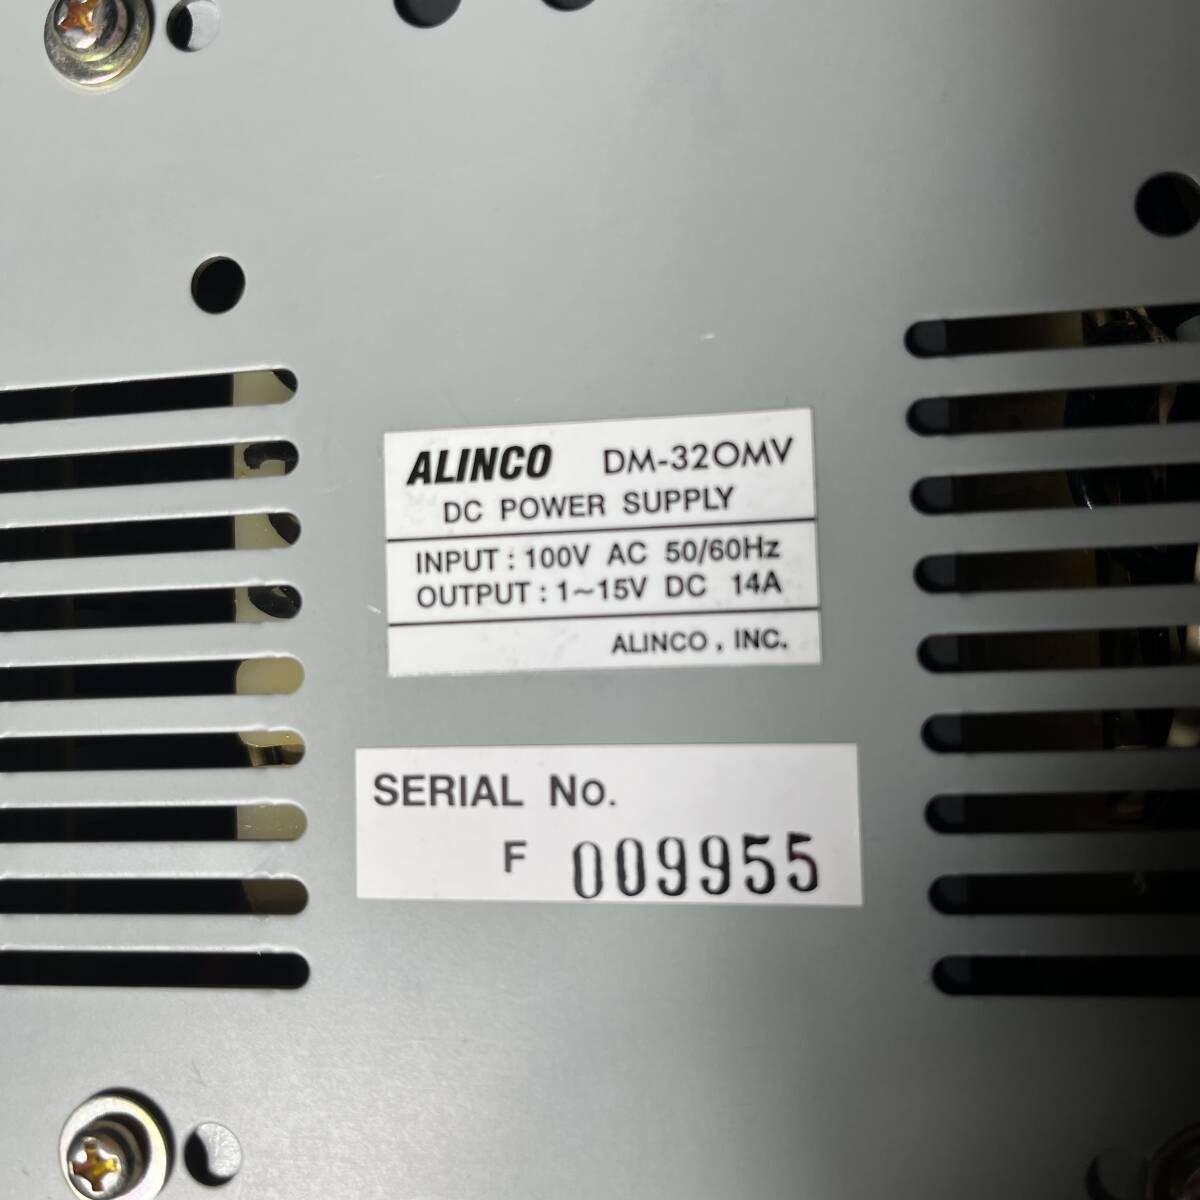 ALINCO DM-320MV
DC POWER SUPPLY
INPUT : 100V AC 50/60Hz
OUTPUT : 1~15V DC 14A
ALINCO , INC.
SERIAL No.
F 009955